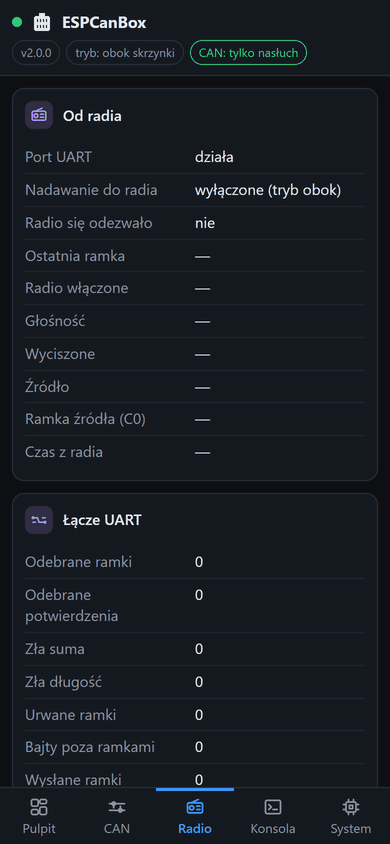 ESPCanBox
v2.0.0 tryb: obok skrzynki CAN: tylko nasłuch
Od radia
Port UART działa
Nadawanie do radia wyłączone (tryb obok)
Radio się odezwało nie
Ostatnia ramka —
Radio włączone —
Głośność —
Wyciszone —
Źródło —
Ramka źródła (C0) —
Czas z radia —
Łącze UART
Odebrane ramki 0
Odebrane
potwierdzenia 0
Zła suma 0
Zła długość 0
Urwane ramki 0
Bajty poza ramkami 0
Wysłane ramki 0
Pulpit CAN Radio Konsola System